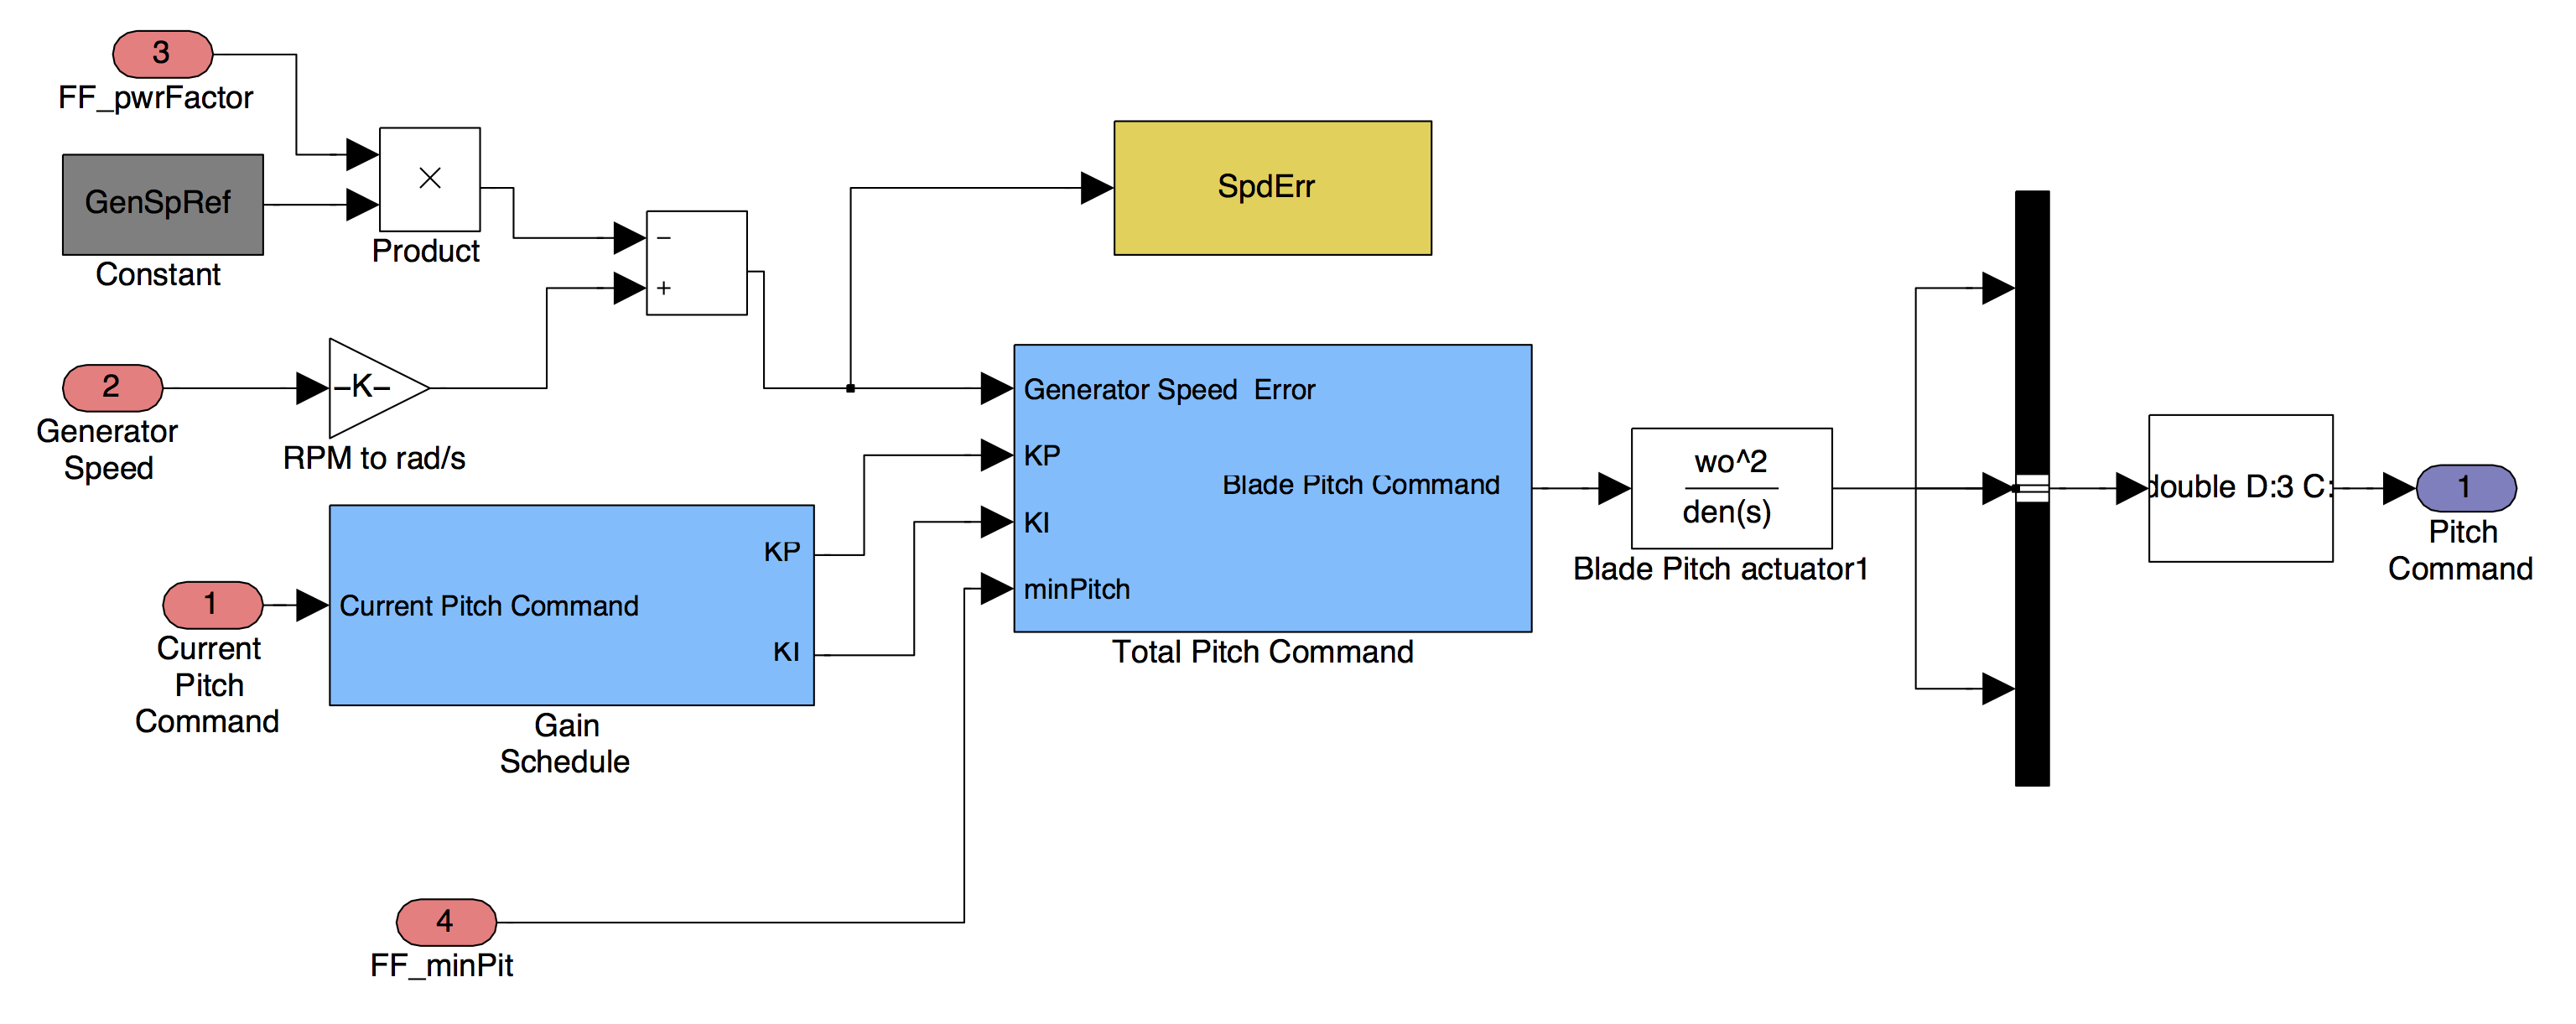 3
FF_pwrFactor
GenSpRef
Constant
×
Product
−
+
SpdErr
2
Generator
Speed
−K−
RPM to rad/s
Generator Speed  Error
KP
KI
minPitch
Blade Pitch Command
Total Pitch Command
1
Current
Pitch
Command
Current Pitch Command
KP
KI
Gain
Schedule
4
FF_minPit
wo^2
den(s)
Blade Pitch actuator1
double D:3 C:
1
Pitch
Command